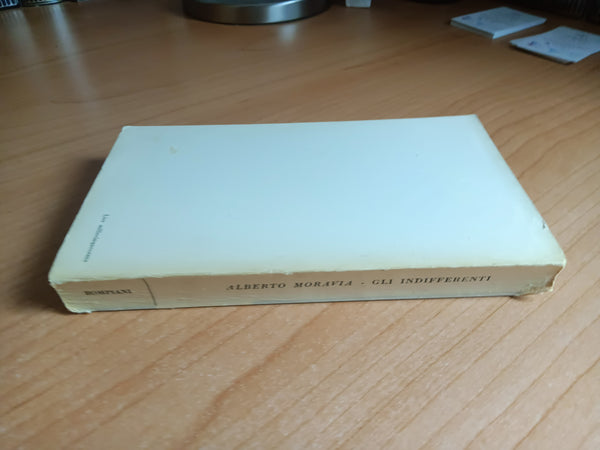 BOMPIANI
ALBERTO MORAVIA - GLI INDIFFERENTI